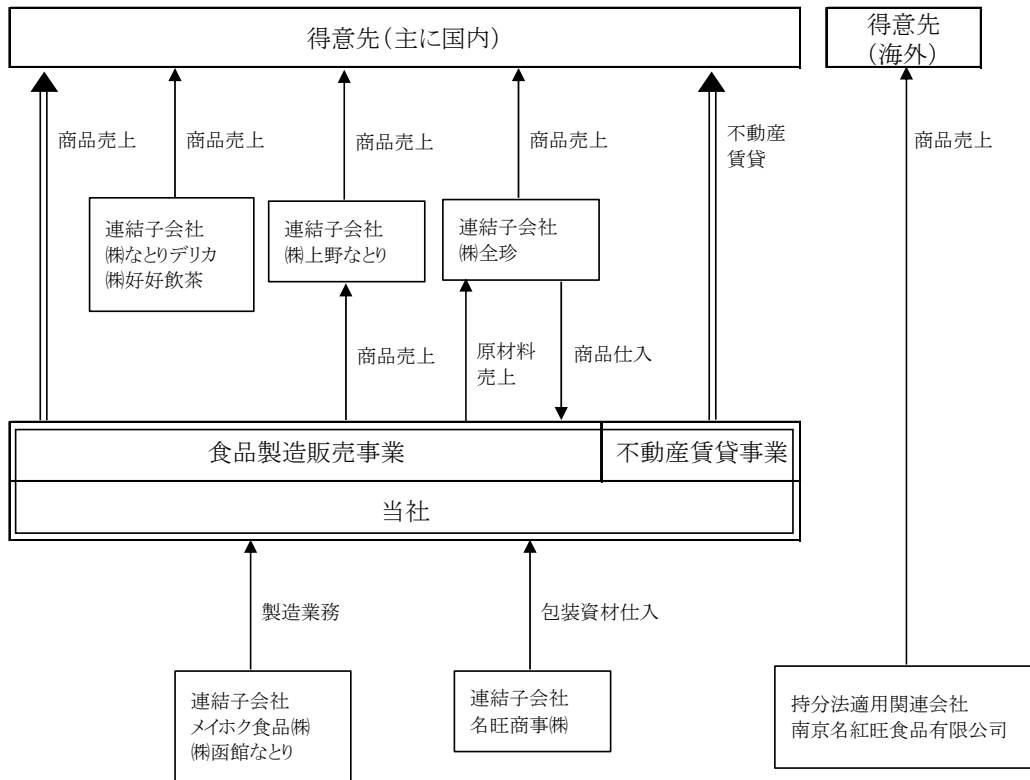 得意先（主に国内）
得意先
（海外）
商品売上
商品売上
商品売上
商品売上
不動産
賃貸
商品売上
連結子会社
㈱なとりデリカ
㈱好好飲茶
連結子会社
㈱上野なとり
連結子会社
㈱全珍
商品売上
原材料
売上
商品仕入
食品製造販売事業
不動産賃貸事業
当社
製造業務
包装資材仕入
連結子会社
メイホク食品㈱
㈱函館なとり
連結子会社
名旺商事㈱
持分法適用関連会社
南京名紅旺食品有限公司